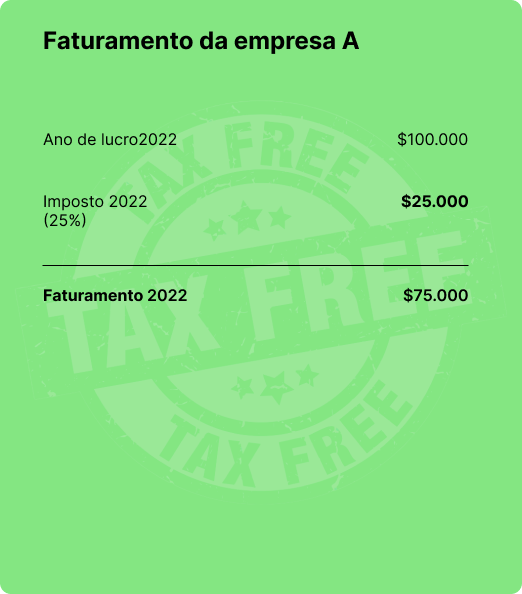 Faturamento da empresa A
TAX FREE
Ano de lucro2022 $100.000
Imposto 2022 $25.000
(25%)
TAX FREE
Faturamento 2022 $75.000
TAX FREE